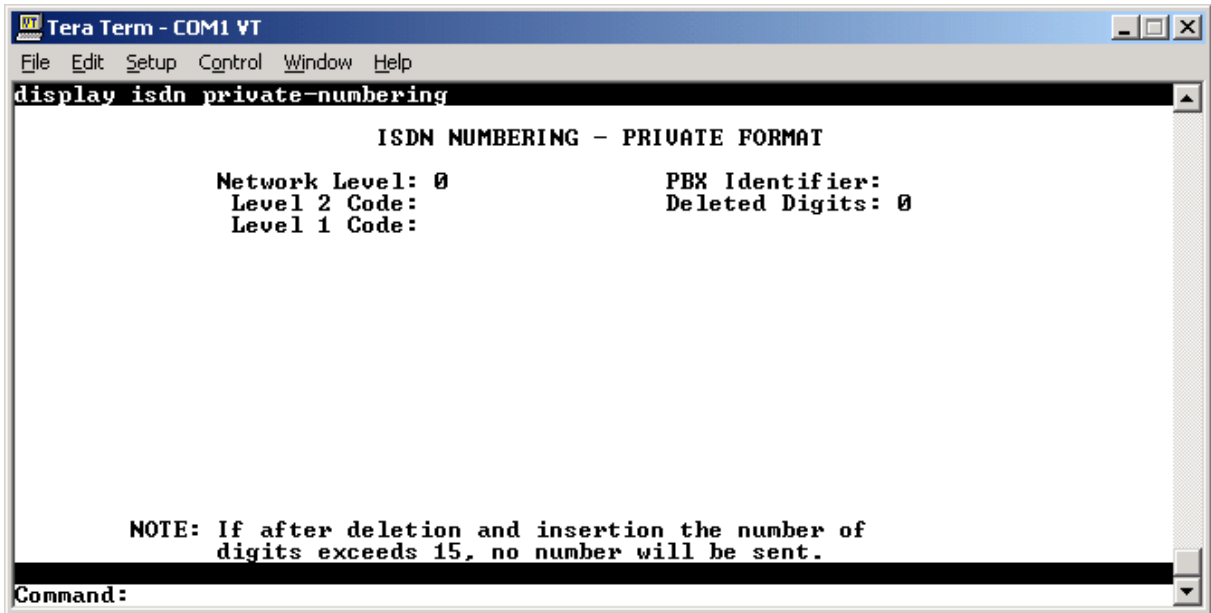 Tera Term - COM1 VT
File Edit Setup Control Window Help
display isdn private-numbering
ISDN NUMBERING - PRIVATE FORMAT
Network Level: 0 PBX Identifier:
Level 2 Code: Deleted Digits: 0
Level 1 Code:
NOTE: If after deletion and insertion the number of
digits exceeds 15, no number will be sent.
Command: